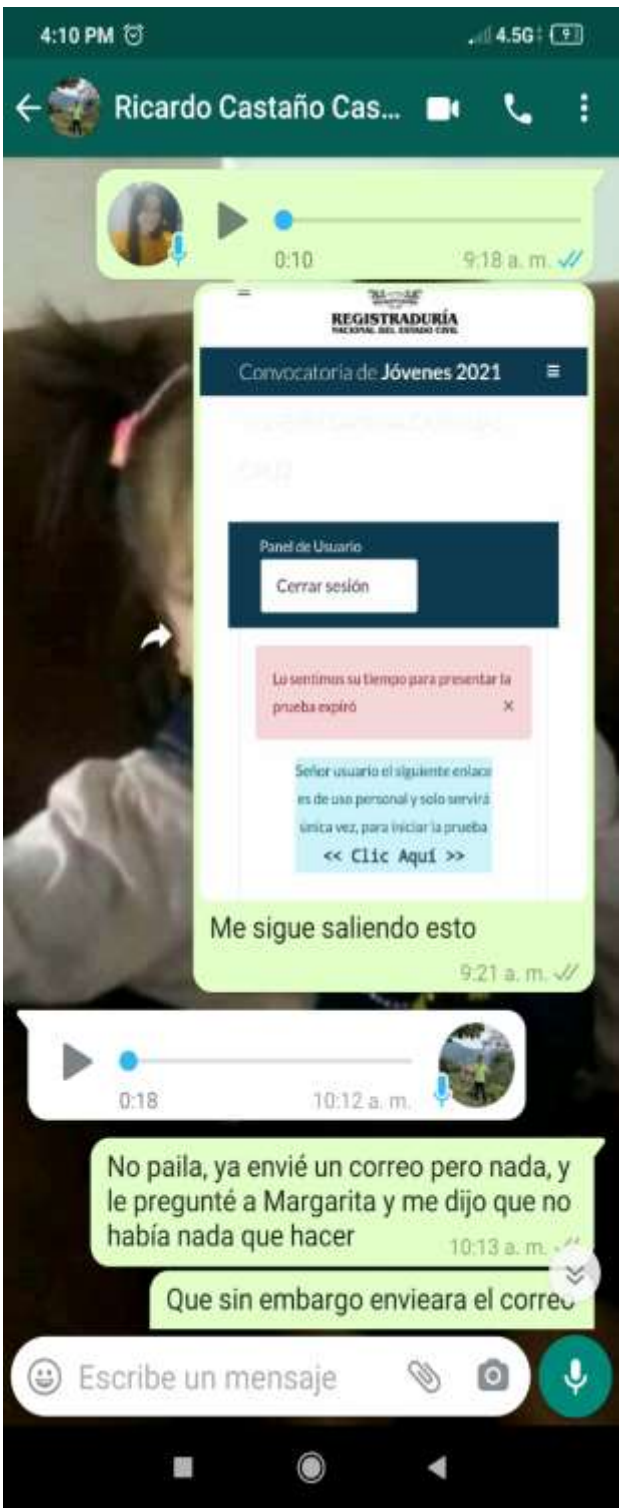 4:10 PM
4.5G
Ricardo Castaño Cas...
0:10
9:18 a. m.
REGISTRADURÍA
NACIONAL DEL ESTADO CIVIL
Convocatoria de Jóvenes 2021
Panel de Usuario
Cerrar sesión
Lo sentimos su tiempo para presentar la
prueba expiró
×
Señor usuario el siguiente enlace
es de uso personal y solo servirá
única vez, para iniciar la prueba
<< Clic Aquí >>
Me sigue saliendo esto
9:21 a. m.
0:18
10:12 a. m.
No paila, ya envié un correo pero nada, y
le pregunté a Margarita y me dijo que no
había nada que hacer
10:13 a. m.
Que sin embargo envieara el correo
Escribe un mensaje